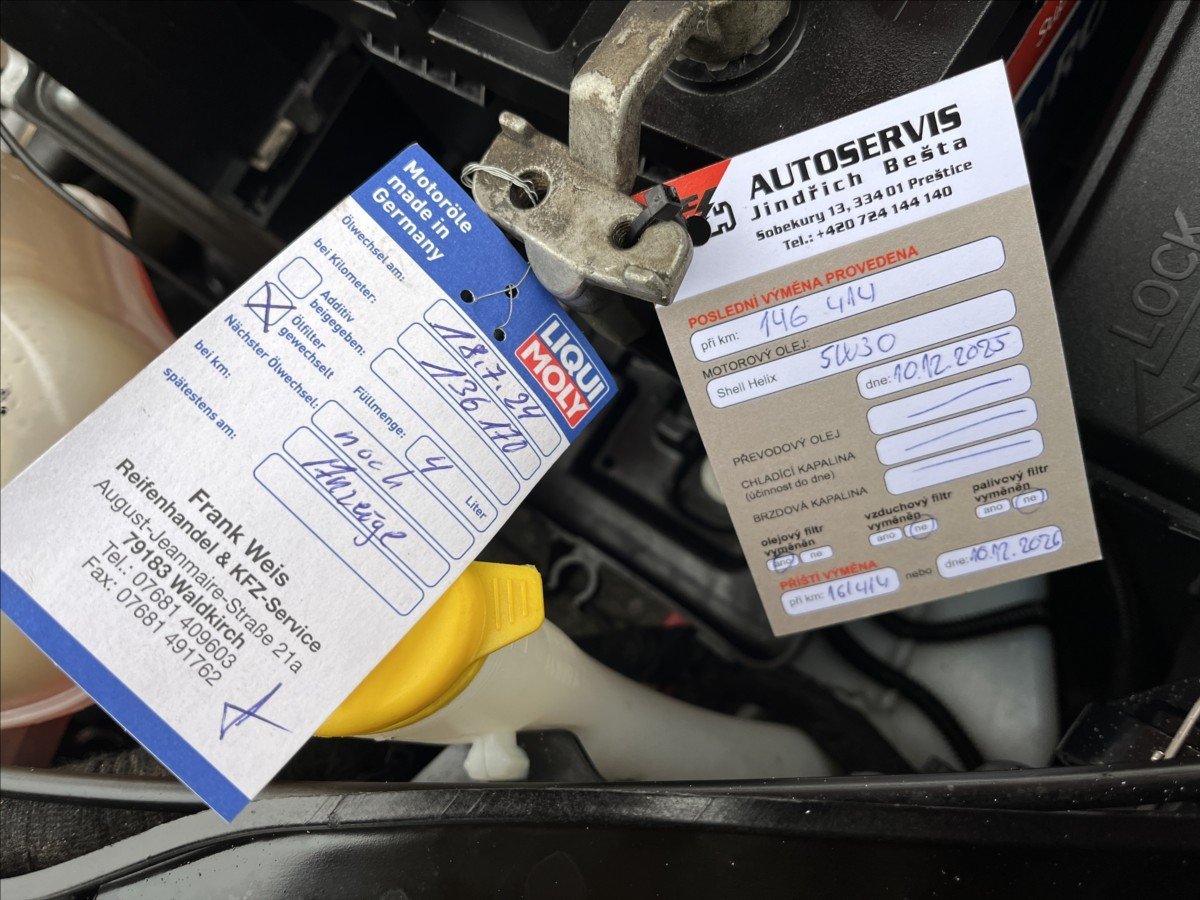 Motoröle
made in
Germany
LIQUI
MOLY
Ölwechsel am: 18.7.24
bei Kilometer: 136 170
Additiv
beigegeben:
Ölfilter
gewechselt
Füllmenge: 4 Liter
Nächster Ölwechsel: noch
bei km: Anzeige
spätestens am:
Frank Weis
Reifenhandel & KFZ-Service
August-Jeanmaire-Straße 21a
79183 Waldkirch
Tel.: 07681 409603
Fax: 07681 491762
AUTOSERVIS
Jindřich Bešta
Sobekury 13, 334 01 Preštice
Tel.: +420 724 144 140
POSLEDNÍ VÝMĚNA PROVEDENA
při km: 146 414
MOTOROVÝ OLEJ:
Shell Helix 5W30
dne: 10.12.2025
PŘEVODOVÝ OLEJ
CHLADÍCÍ KAPALINA
(účinnost do dne)
BRZDOVÁ KAPALINA
olejový filtr
vyměněn
ano ne
vzduchový filtr
vyměněn
ano ne
palivový filtr
vyměněn
ano ne
PŘÍŠTÍ VÝMĚNA
při km: 161414 nebo dne: 10.12.2026
LOCK